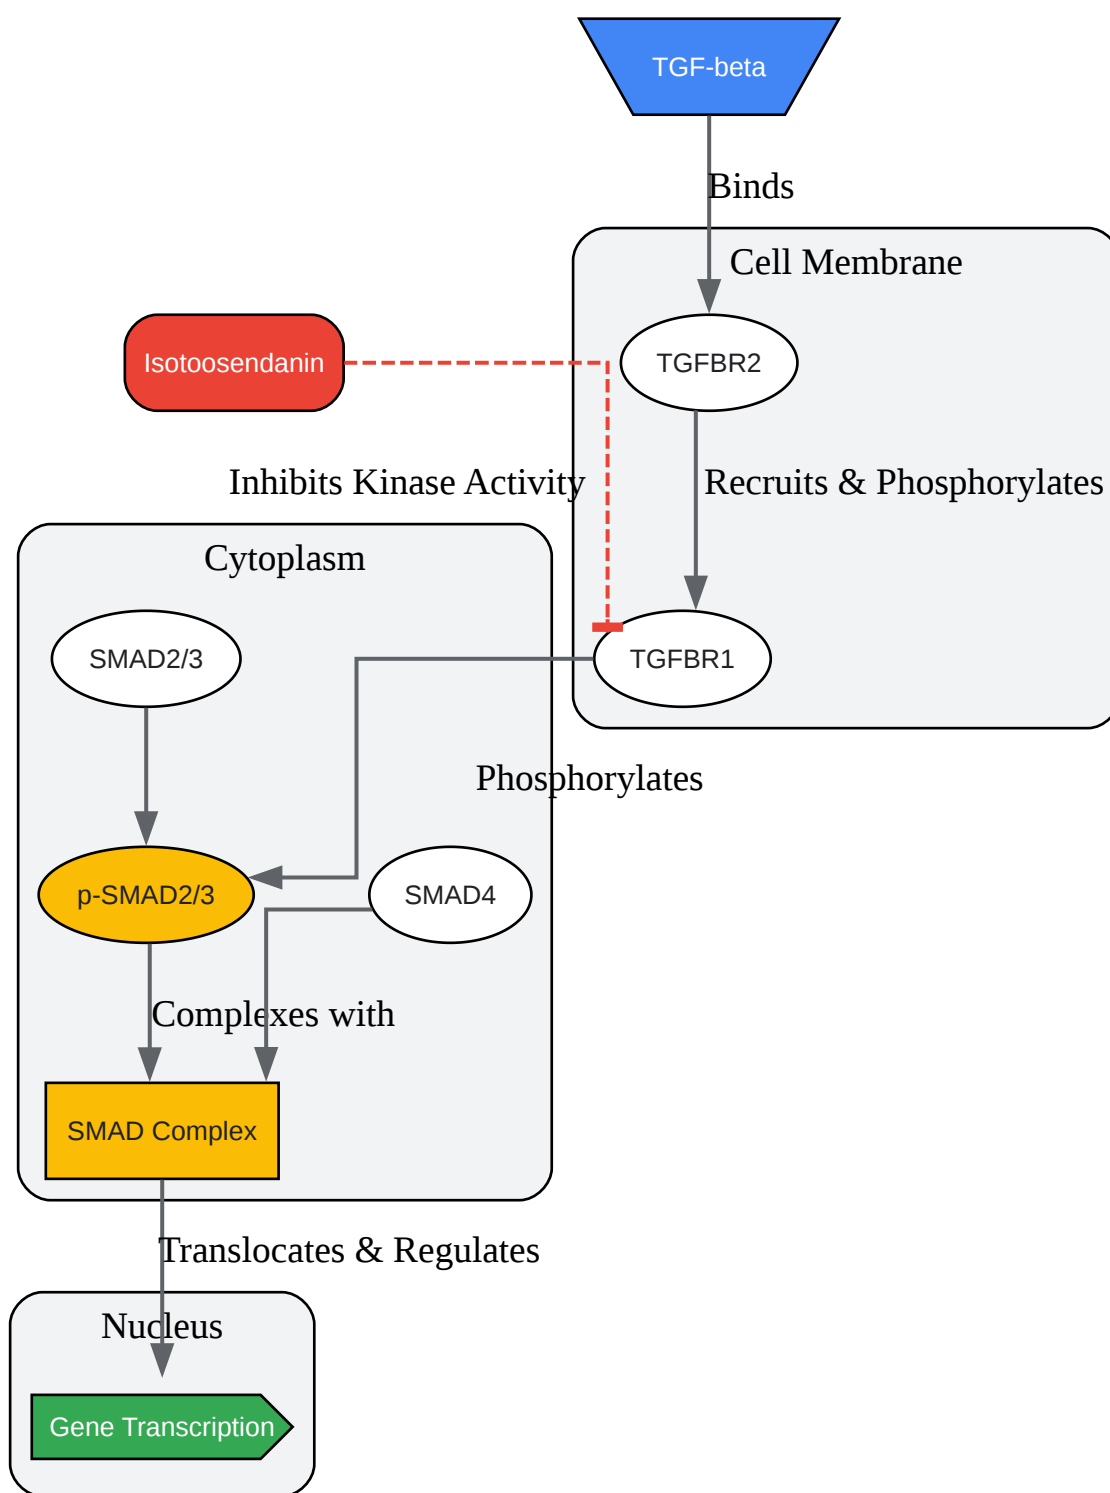 TGF-beta
Binds
Cell Membrane
Isotoosendanin
TGFBR2
Inhibits Kinase Activity
Recruits & Phosphorylates
Cytoplasm
SMAD2/3
TGFBR1
Phosphorylates
p-SMAD2/3
SMAD4
Complexes with
SMAD Complex
Translocates & Regulates
Nucleus
Gene Transcription